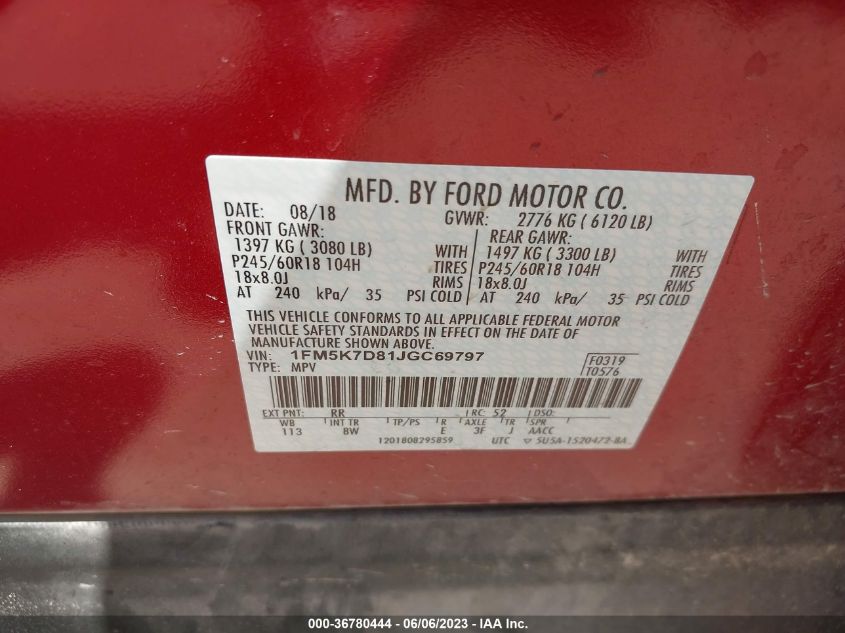 MFD. BY FORD MOTOR CO.
DATE: 08/18 GVWR: 2776 KG ( 6120 LB)
FRONT GAWR: REAR GAWR:
1397 KG ( 3080 LB) WITH 1497 KG ( 3300 LB) WITH
P245/60R18 104H TIRES P245/60R18 104H TIRES
18x8.0J RIMS 18x8.0J RIMS
AT 240 kPa/ 35 PSI COLD AT 240 kPa/ 35 PSI COLD
THIS VEHICLE CONFORMS TO ALL APPLICABLE FEDERAL MOTOR
VEHICLE SAFETY STANDARDS IN EFFECT ON THE DATE OF
MANUFACTURE SHOWN ABOVE.
VIN: 1FM5K7D81JGC69797 F0319
TYPE: MPV T0576
EXT PNT: RR RC: 52 DSO:
WB INT TR TP/PS R AXLE TR SPR
113 8W E 3F J AACC
1201808295859 UTC ▽ 5U5A-15204/2-8A
000-36780444 - 06/06/2023 - IAA Inc.